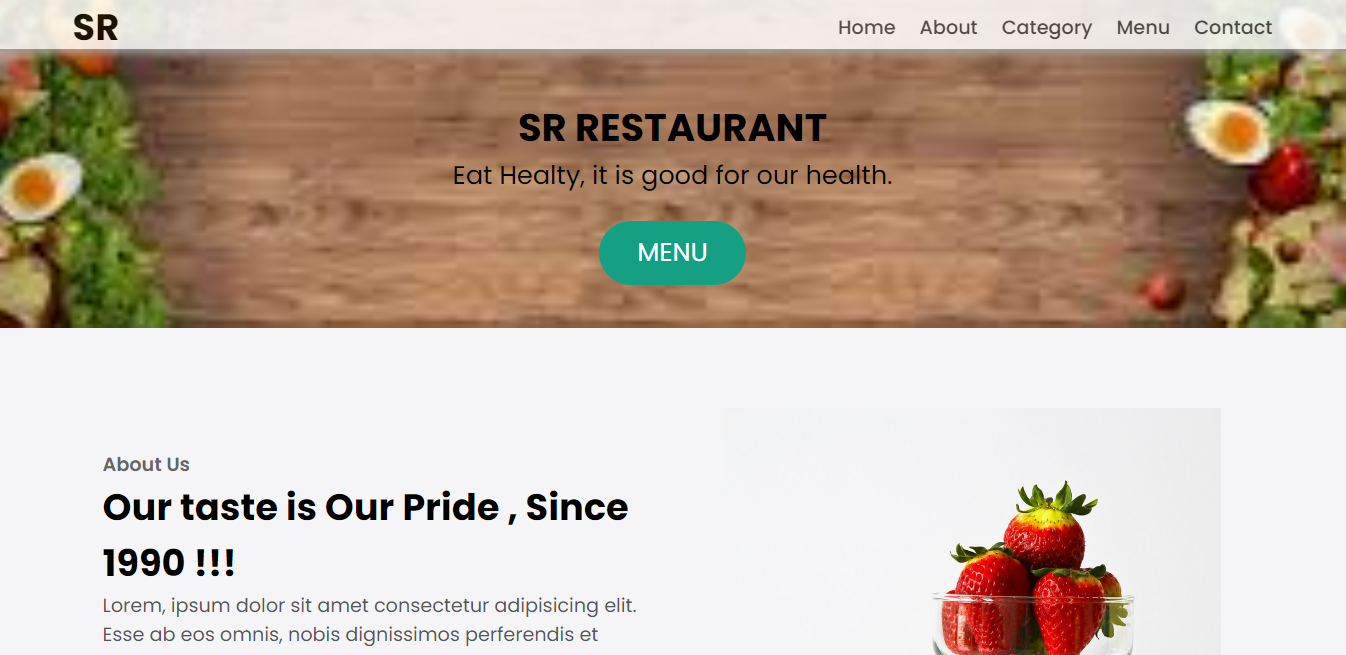 SR
Home About Category Menu Contact
SR RESTAURANT
Eat Healty, it is good for our health.
MENU
About Us
Our taste is Our Pride , Since
1990 !!!
Lorem, ipsum dolor sit amet consectetur adipisicing elit.
Esse ab eos omnis, nobis dignissimos perferendis et